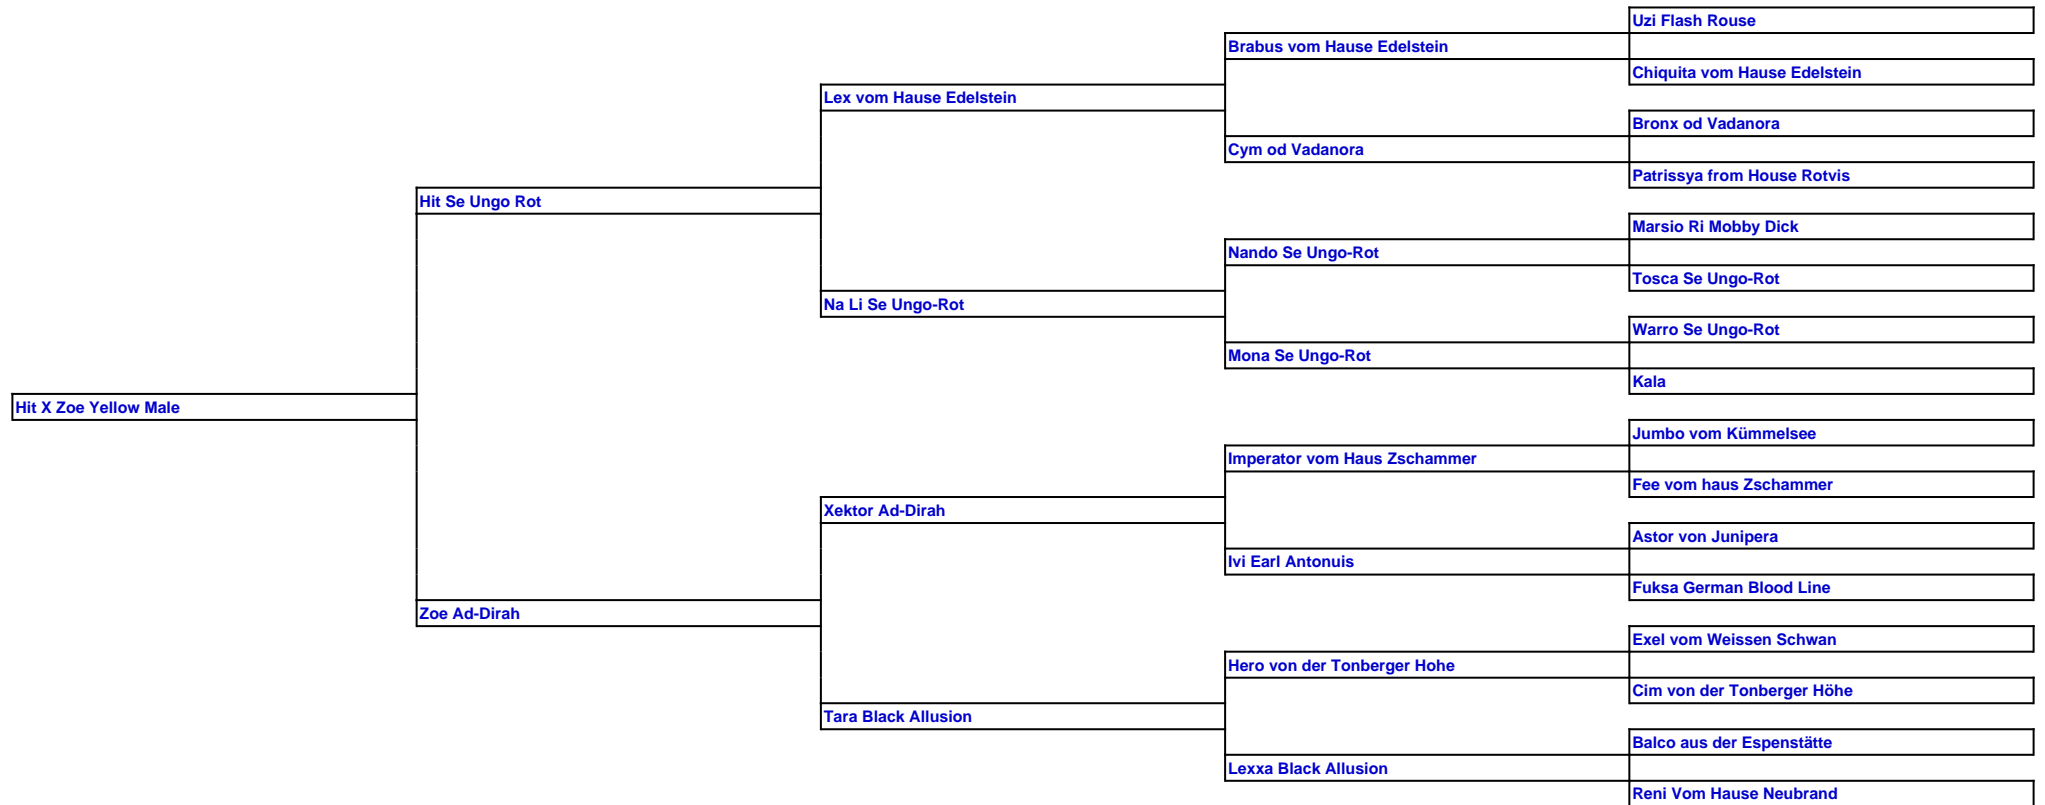 Uzi Flash Rouse
Brabus vom Hause Edelstein
Chiquita vom Hause Edelstein
Lex vom Hause Edelstein
Bronx od Vadanora
Cym od Vadanora
Patrissya from House Rotvis
Hit Se Ungo Rot
Marsio Ri Mobby Dick
Nando Se Ungo-Rot
Tosca Se Ungo-Rot
Na Li Se Ungo-Rot
Warro Se Ungo-Rot
Mona Se Ungo-Rot
Kala
Hit X Zoe Yellow Male
Jumbo vom Kümmelsee
Imperator vom Haus Zschammer
Fee vom haus Zschammer
Xektor Ad-Dirah
Astor von Junipera
Ivi Earl Antonuis
Fuksa German Blood Line
Zoe Ad-Dirah
Exel vom Weissen Schwan
Hero von der Tonberger Hohe
Cim von der Tonberger Höhe
Tara Black Allusion
Balco aus der Espenstätte
Lexxa Black Allusion
Reni Vom Hause Neubrand